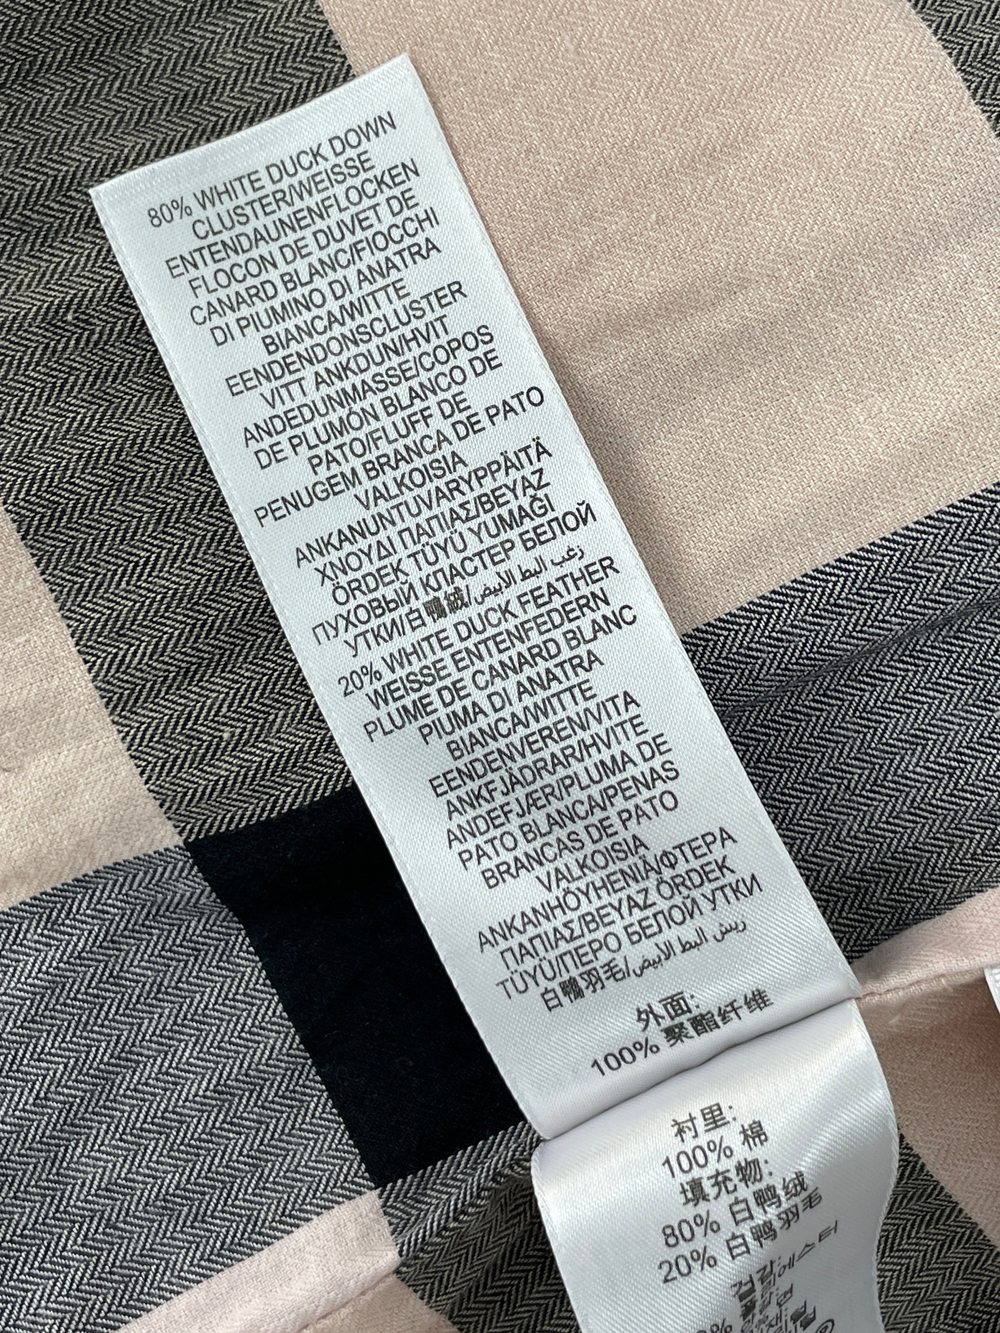 80% WHITE DUCK DOWN
CLUSTER/WEISSE
ENTENDAUNENFLOCKEN
FLOCON DE DUVET DE
CANARD BLANC/FIOCCHI
DI PIUMINO DI ANATRA
BIANCA/WITTE
EENDENDONSCLUSTER
VITT ANKDUN/HVIT
ANDEDUNMASSE/COPOS
DE PLUMÓN BLANCO DE
PATO/FLUFF DE
PENUGEM BRANCA DE PATO
VALKOISIA
ANKANUNTUVARYPPÄITÄ
ΧΝΟΥΔΙ ΠΑΠΙΑΣ/BEYAZ
ÖRDEK TÜYÜ YUMAĞI
ПУХОВЫЙ КЛАСТЕР БЕЛОЙ
УТКИ/白鴨絨/زغب البط الأبيض
20% WHITE DUCK FEATHER
WEISSE ENTENFEDERN
PLUME DE CANARD BLANC
PIUMA DI ANATRA
BIANCA/WITTE
EENDENVEREN/VITA
ANKFJÄDRAR/HVITE
ANDEFJÆR/PLUMA DE
PATO BLANCA/PENAS
BRANCAS DE PATO
VALKOISIA
ANKANHÖYHENIÄ/ΦΤΕΡΑ
ΠΑΠΙΑΣ/BEYAZ ÖRDEK
TÜYÜ/ПЕРО БЕЛОЙ УТКИ
白鴨羽毛/ريش البط الأبيض
外面:
100% 聚酯纤维
衬里:
100% 棉
填充物:
80% 白鸭绒
20% 白鸭羽毛
겉감: